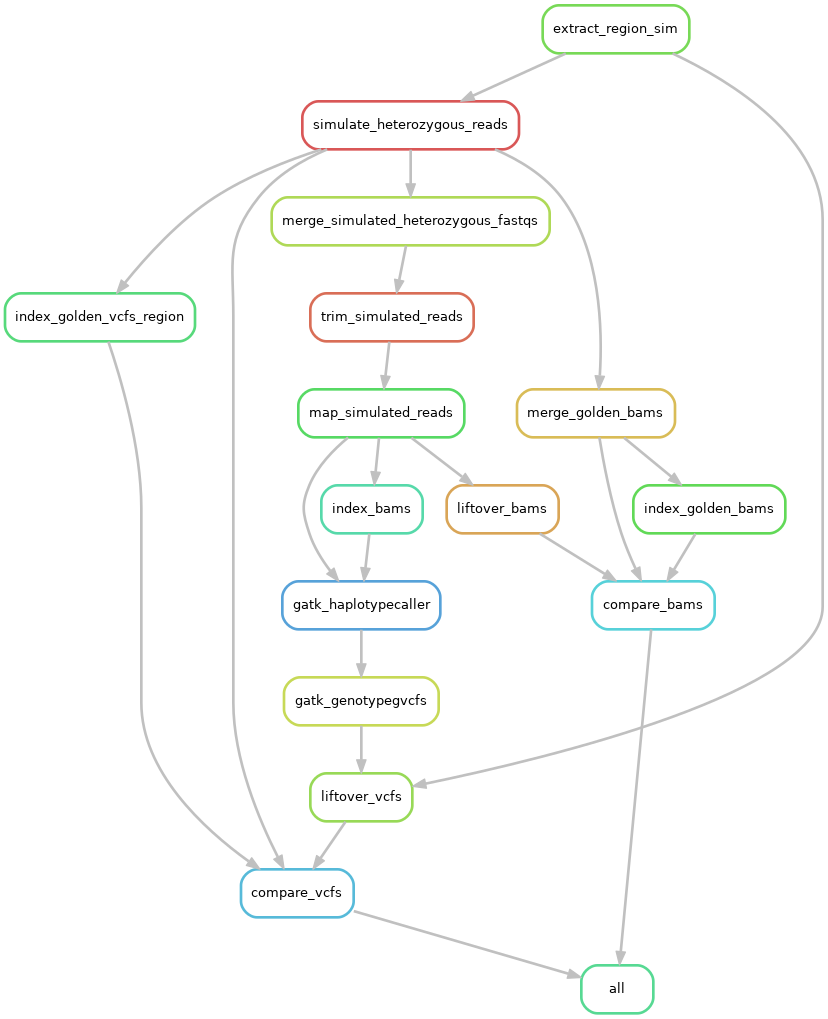 extract_region_sim
simulate_heterozygous_reads
merge_simulated_heterozygous_fastqs
index_golden_vcfs_region
trim_simulated_reads
map_simulated_reads
merge_golden_bams
index_bams
liftover_bams
index_golden_bams
gatk_haplotypecaller
compare_bams
gatk_genotypegvcfs
liftover_vcfs
compare_vcfs
all